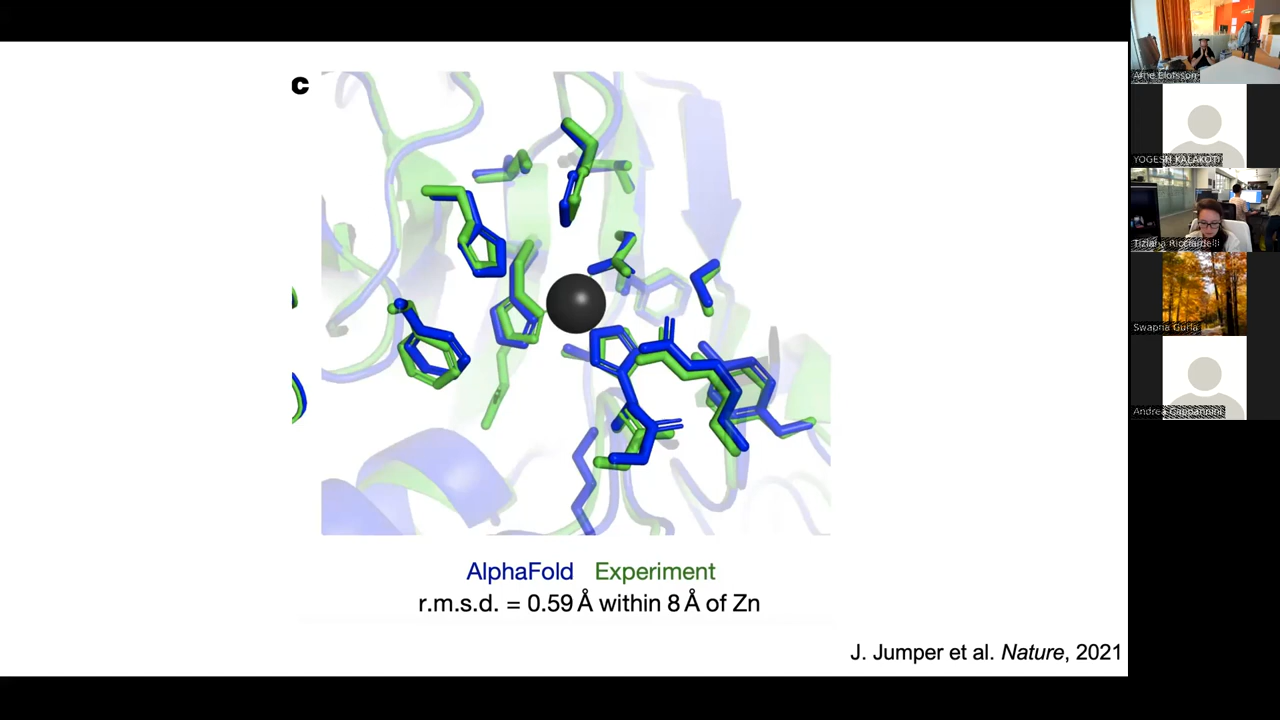 c
AlphaFold Experiment
r.m.s.d. = 0.59 Å within 8 Å of Zn
J. Jumper et al. Nature, 2021
Arne Elofsson
YOGESH KALAKOTI
Tiziana Ricciardelli
Swapna Gurla
Andrea Cappannini